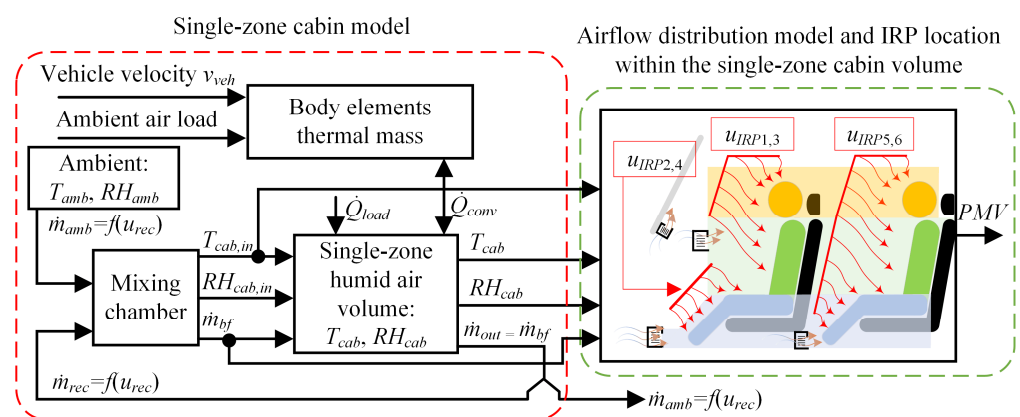 Single-zone cabin model
Airflow distribution model and IRP location
within the single-zone cabin volume
Vehicle velocity v_veh
Ambient air load
Body elements
thermal mass
Ambient:
T_amb, RH_amb
ṁ_amb=f(u_rec)
Q̇_load
Q̇_conv
T_cab,in
RH_cab,in
ṁ_bf
Mixing
chamber
Single-zone
humid air
volume:
T_cab, RH_cab
T_cab
RH_cab
ṁ_out = ṁ_bf
ṁ_rec=f(u_rec)
ṁ_amb=f(u_rec)
u_IRP2,4
u_IRP1,3
u_IRP5,6
PMV